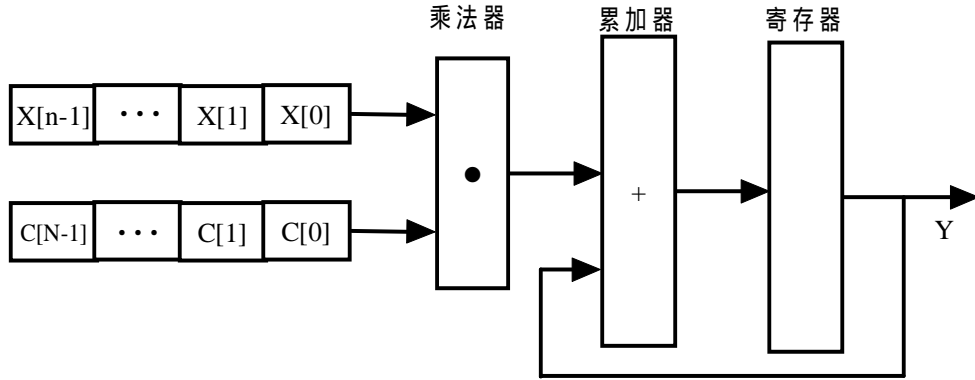 乘法器 累加器 寄存器
X[n-1] ··· X[1] X[0]
C[N-1] ··· C[1] C[0]
•
+
Y